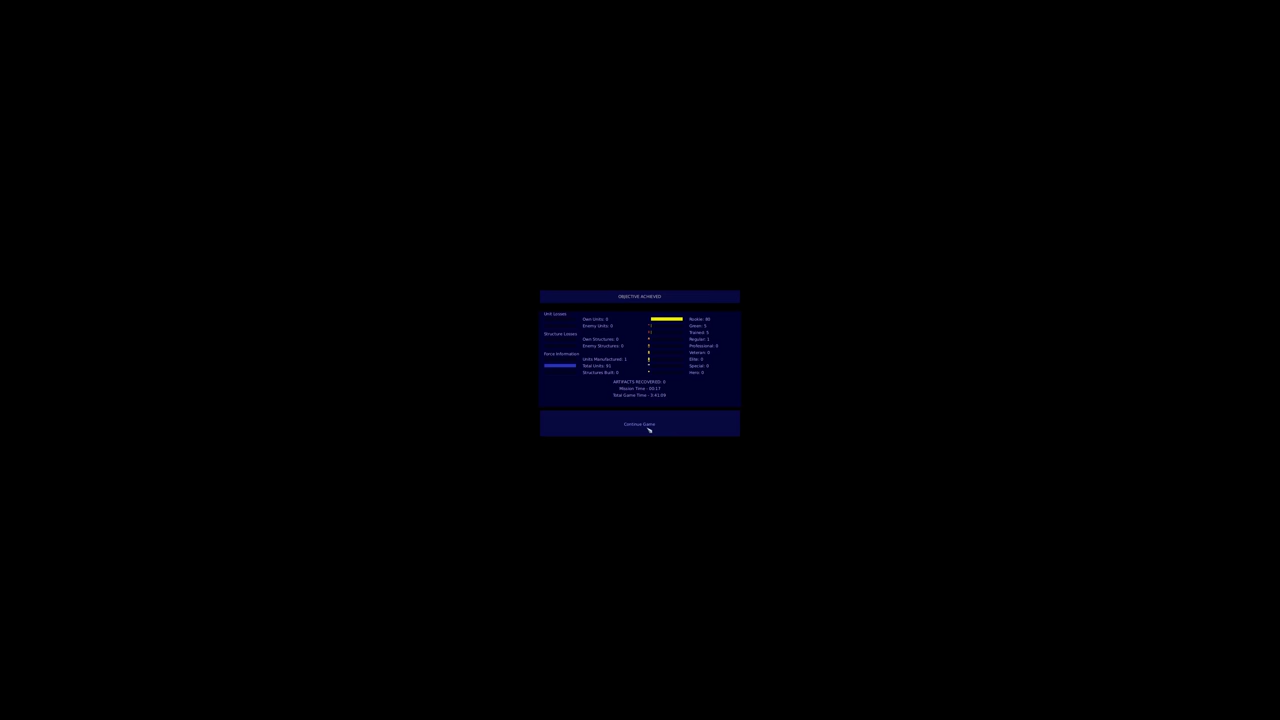 OBJECTIVE ACHIEVED
Unit Losses
Own Units: 0
Rookie: 80
Enemy Units: 0
Green: 5
Trained: 5
Structure Losses
Own Structures: 0
Regular: 1
Enemy Structures: 0
Professional: 0
Veteran: 0
Force Information
Units Manufactured: 1
Elite: 0
Total Units: 91
Special: 0
Structures Built: 0
Hero: 0
ARTIFACTS RECOVERED: 0
Mission Time - 00:17
Total Game Time - 3:41:09
Continue Game